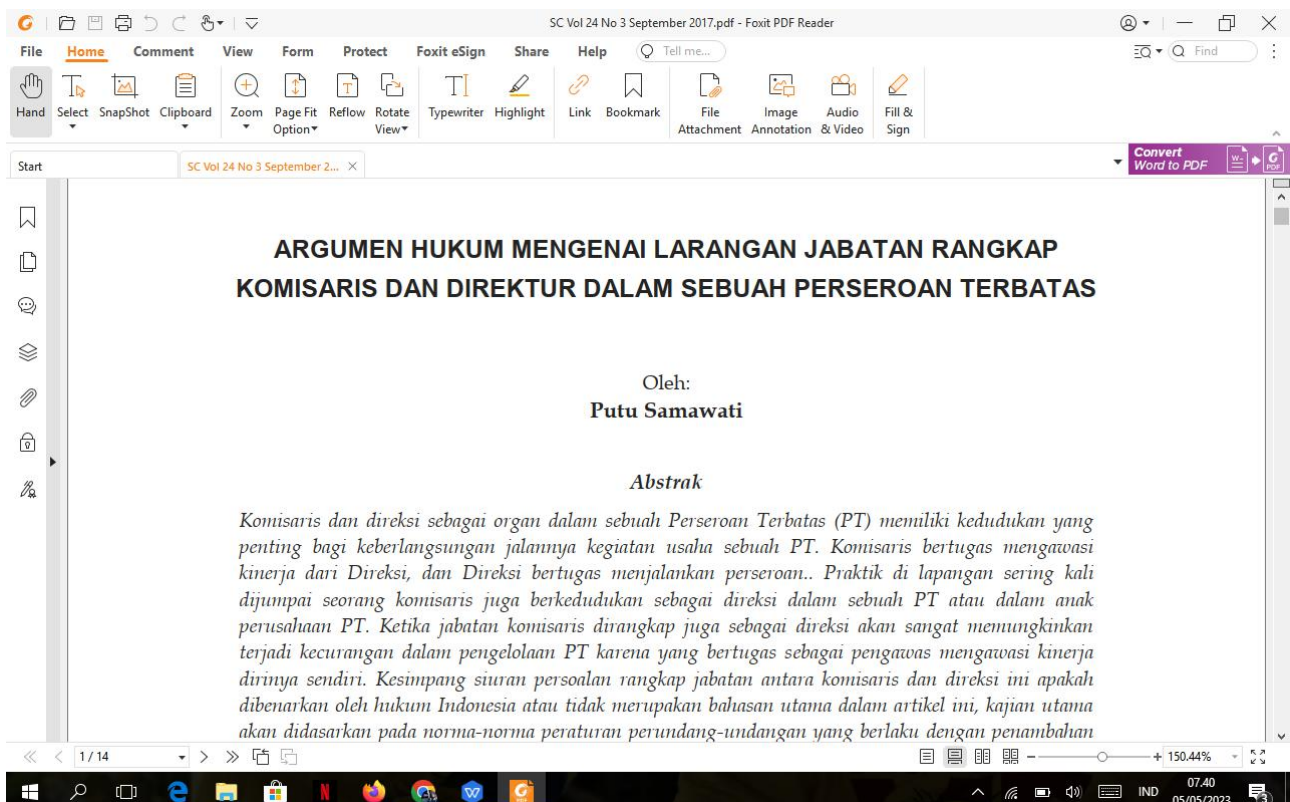 SC Vol 24 No 3 September 2017.pdf - Foxit PDF Reader
File Home Comment View Form Protect Foxit eSign Share Help Tell me... Find
Hand Select SnapShot Clipboard Zoom Page Fit Option Reflow Rotate View Typewriter Highlight Link Bookmark File Attachment Image Annotation Audio & Video Fill & Sign
Start SC Vol 24 No 3 September 2... Convert Word to PDF
ARGUMEN HUKUM MENGENAI LARANGAN JABATAN RANGKAP
KOMISARIS DAN DIREKTUR DALAM SEBUAH PERSEROAN TERBATAS
Oleh:
Putu Samawati
Abstrak
Komisaris dan direksi sebagai organ dalam sebuah Perseroan Terbatas (PT) memiliki kedudukan yang
penting bagi keberlangsungan jalannya kegiatan usaha sebuah PT. Komisaris bertugas mengawasi
kinerja dari Direksi, dan Direksi bertugas menjalankan perseroan.. Praktik di lapangan sering kali
dijumpai seorang komisaris juga berkedudukan sebagai direksi dalam sebuah PT atau dalam anak
perusahaan PT. Ketika jabatan komisaris dirangkap juga sebagai direksi akan sangat memungkinkan
terjadi kecurangan dalam pengelolaan PT karena yang bertugas sebagai pengawas mengawasi kinerja
dirinya sendiri. Kesimpang siuran persoalan rangkap jabatan antara komisaris dan direksi ini apakah
dibenarkan oleh hukum Indonesia atau tidak merupakan bahasan utama dalam artikel ini, kajian utama
akan didasarkan pada norma-norma peraturan perundang-undangan yang berlaku dengan penambahan
1 / 14 150.44%
IND 07.40
05/05/2023